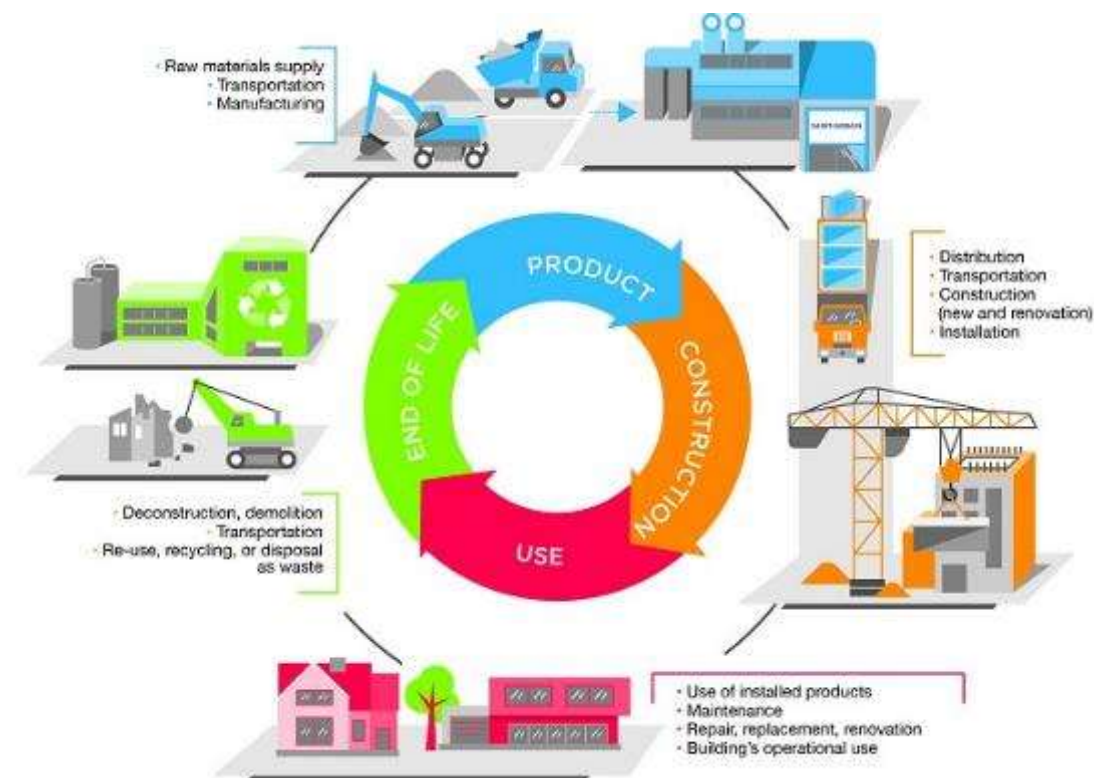 · Raw materials supply
· Transportation
· Manufacturing
SAINT-GOBAIN
PRODUCT
CONSTRUCTION
USE
END OF LIFE
· Distribution
· Transportation
· Construction
(new and renovation)
· Installation
· Deconstruction, demolition
· Transportation
· Re-use, recycling, or disposal
as waste
· Use of installed products
· Maintenance
· Repair, replacement, renovation
· Building's operational use